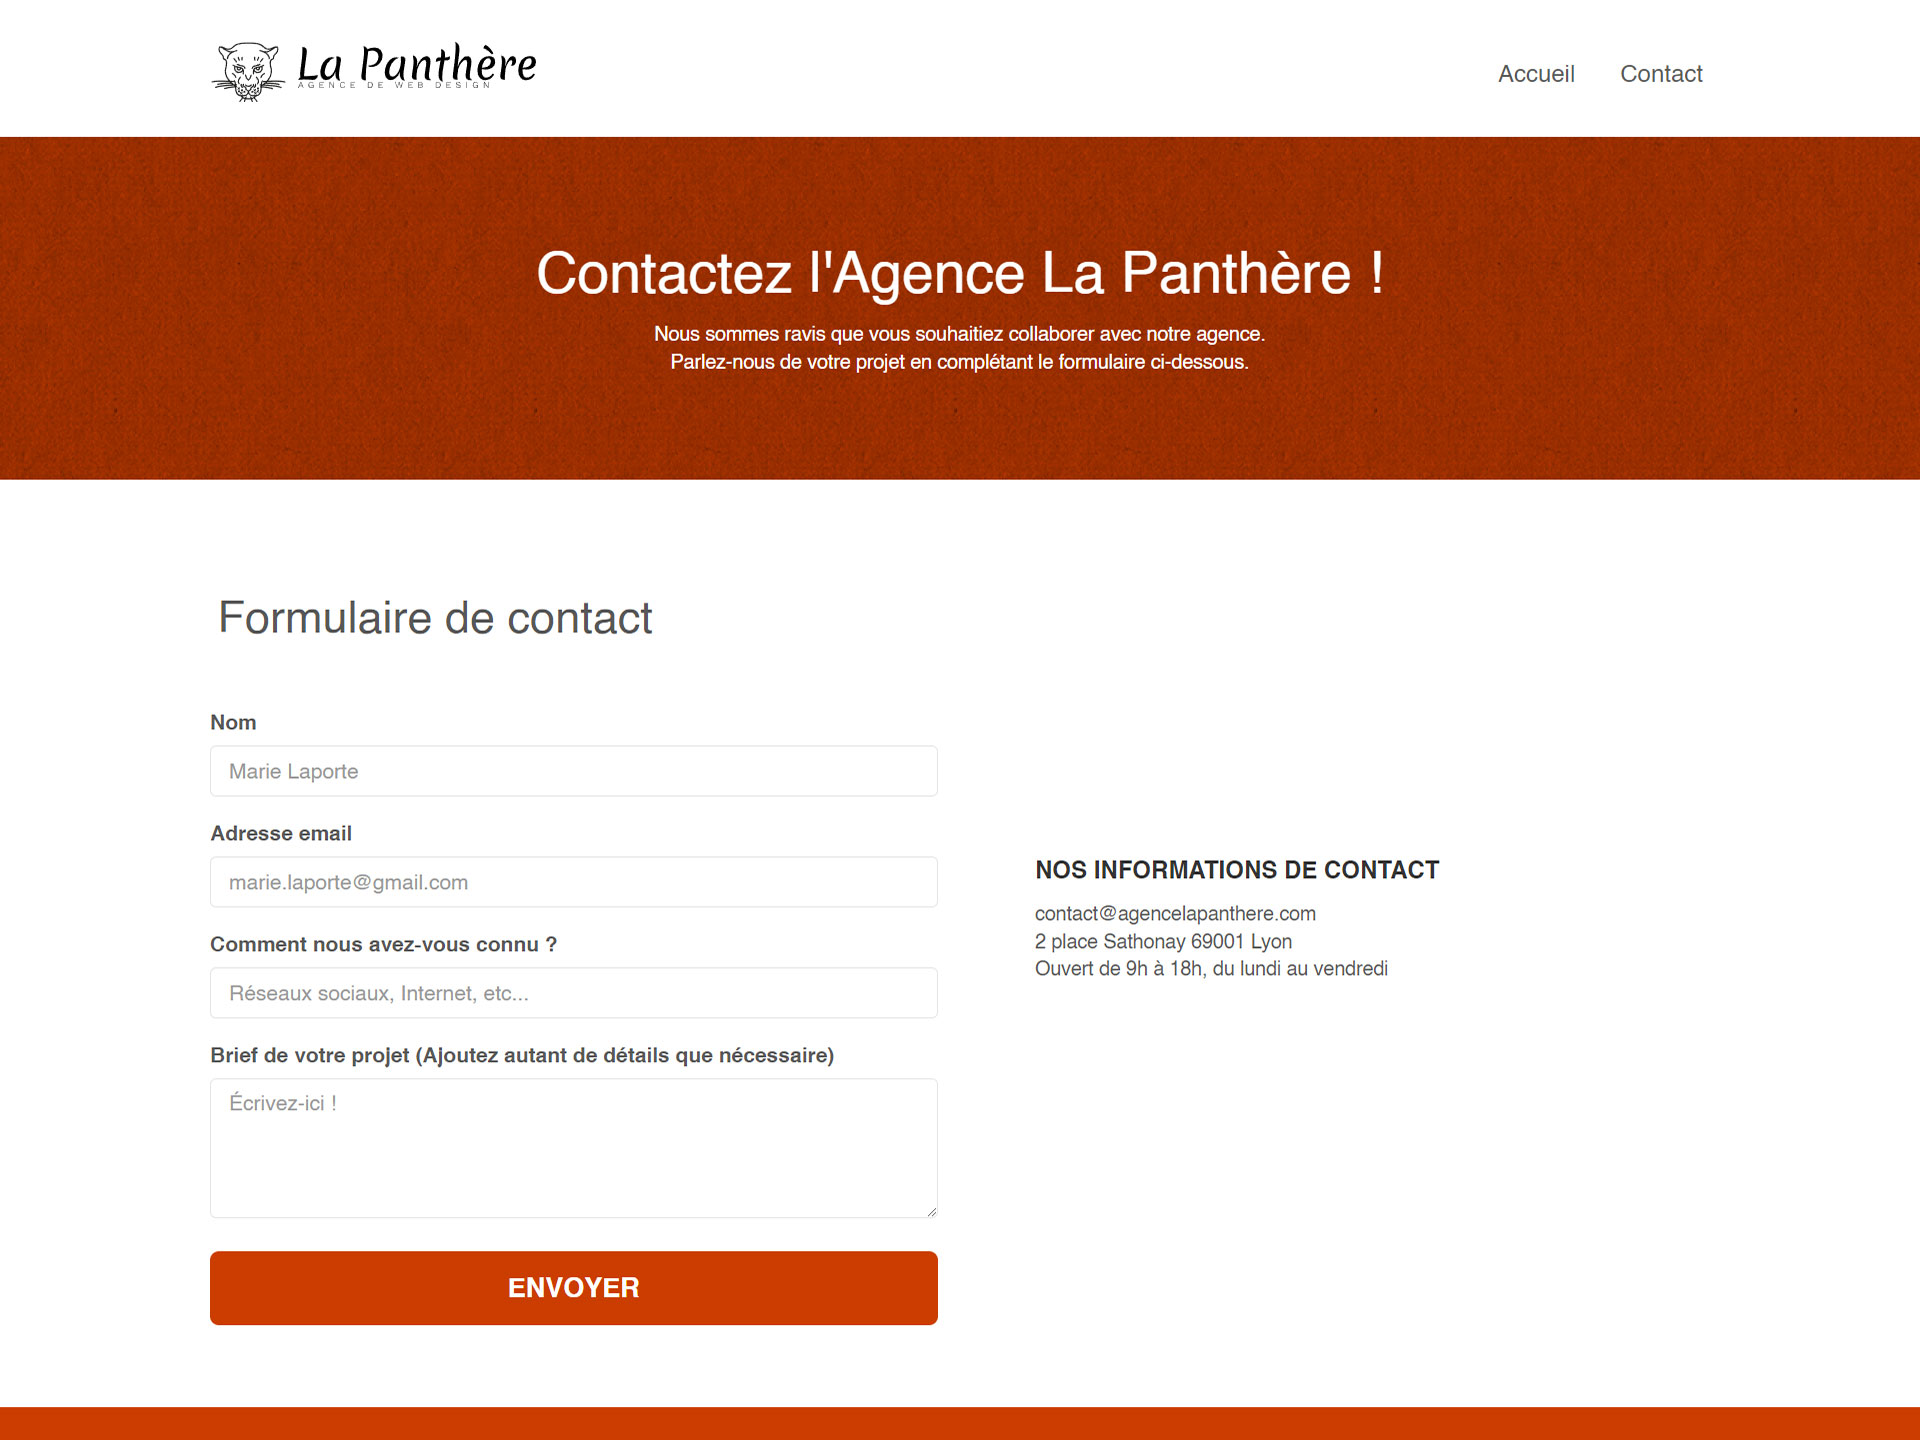 La Panthère
AGENCE DE WEB DESIGN
Accueil
Contact
Contactez l'Agence La Panthère !
Nous sommes ravis que vous souhaitiez collaborer avec notre agence.
Parlez-nous de votre projet en complétant le formulaire ci-dessous.
Formulaire de contact
Nom
Marie Laporte
Adresse email
marie.laporte@gmail.com
Comment nous avez-vous connu ?
Réseaux sociaux, Internet, etc...
Brief de votre projet (Ajoutez autant de détails que nécessaire)
Écrivez-ici !
ENVOYER
NOS INFORMATIONS DE CONTACT
contact@agencelapanthere.com
2 place Sathonay 69001 Lyon
Ouvert de 9h à 18h, du lundi au vendredi